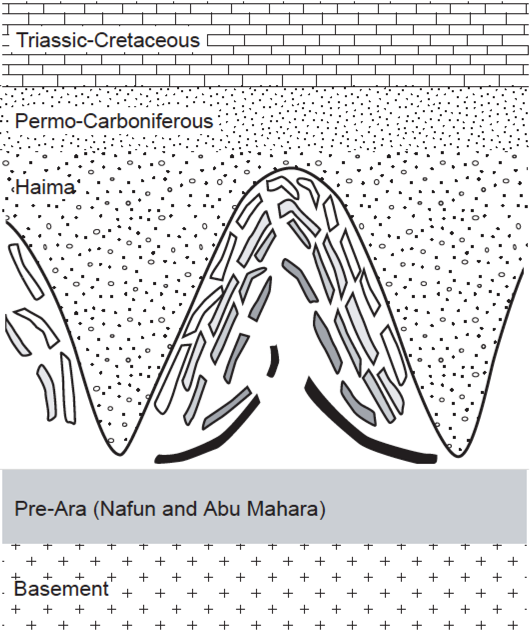 Triassic-Cretaceous
Permo-Carboniferous
Haima
Pre-Ara (Nafun and Abu Mahara)
Basement